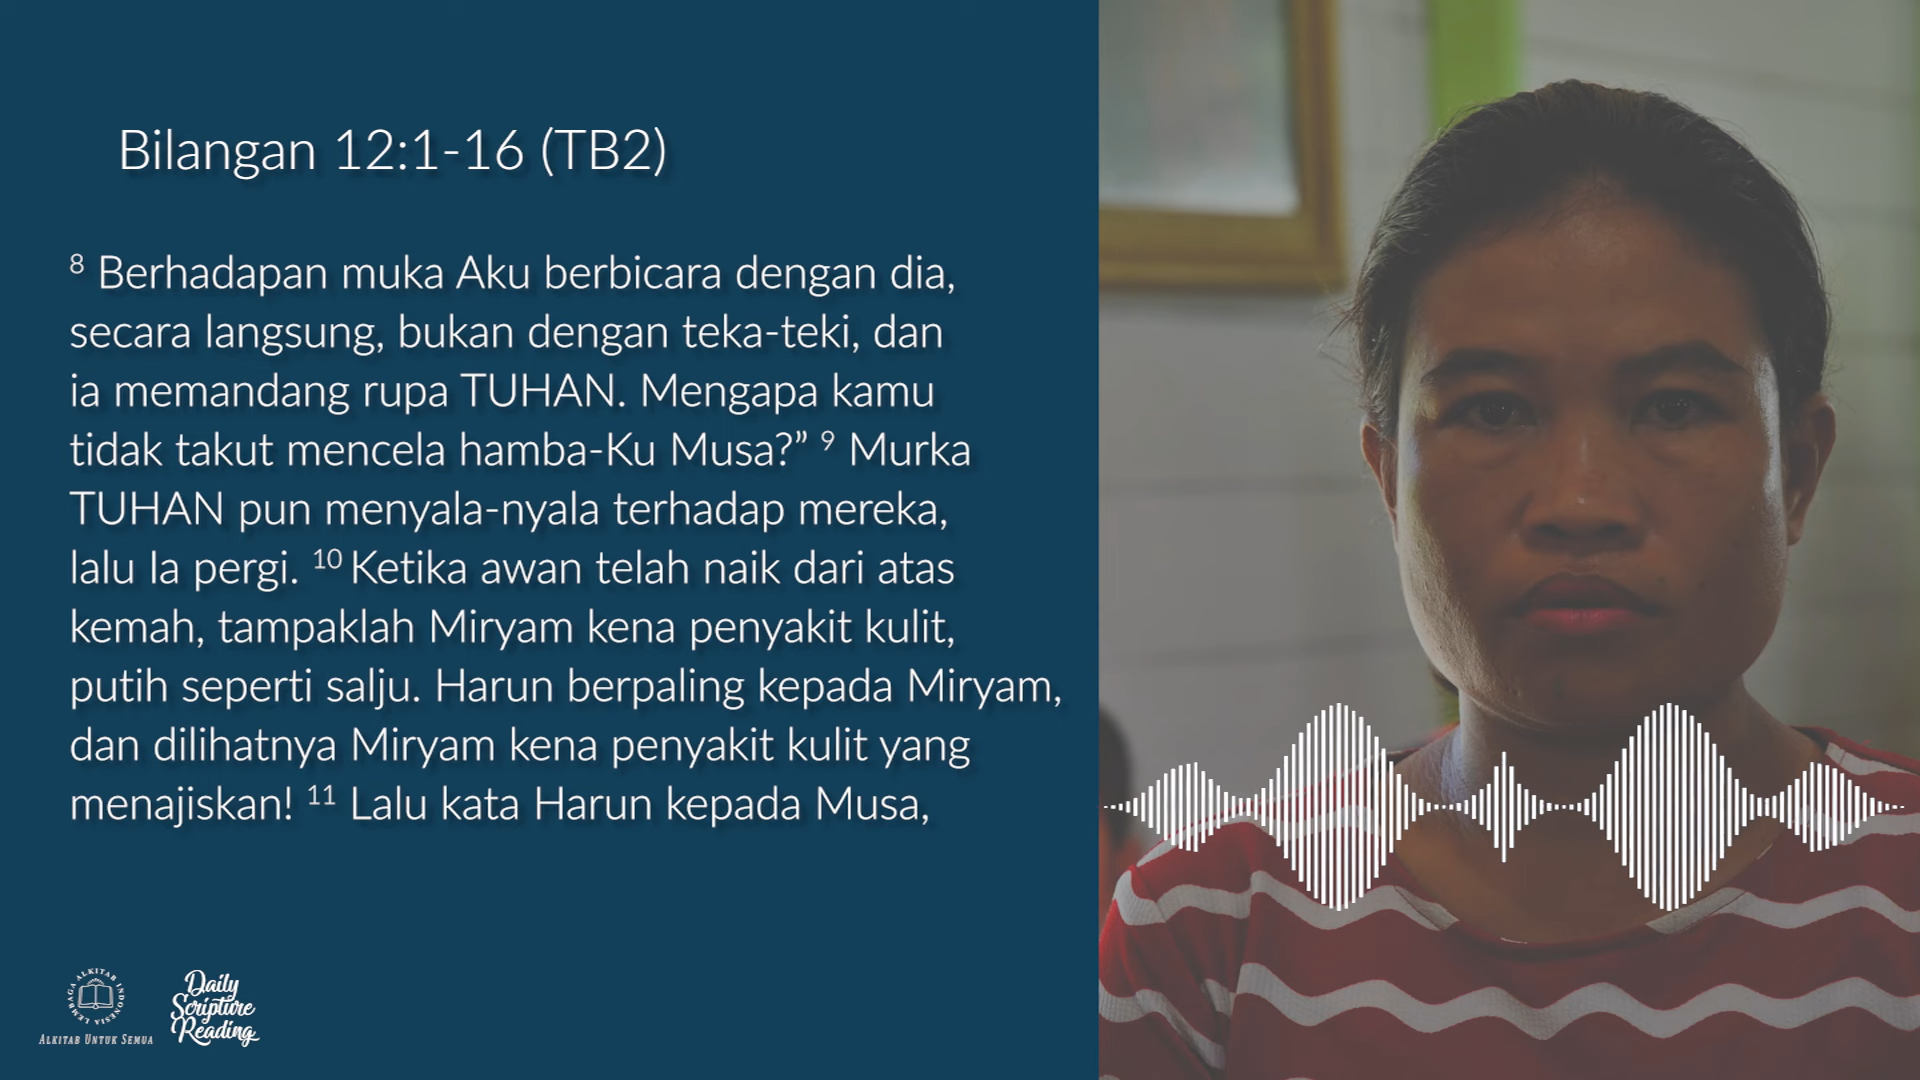 Bilangan 12:1-16 (TB2)
8 Berhadapan muka Aku berbicara dengan dia,
secara langsung, bukan dengan teka-teki, dan
ia memandang rupa TUHAN. Mengapa kamu
tidak takut mencela hamba-Ku Musa?” 9 Murka
TUHAN pun menyala-nyala terhadap mereka,
lalu Ia pergi. 10 Ketika awan telah naik dari atas
kemah, tampaklah Miryam kena penyakit kulit,
putih seperti salju. Harun berpaling kepada Miryam,
dan dilihatnya Miryam kena penyakit kulit yang
menajiskan! 11 Lalu kata Harun kepada Musa,
LEMBAGA ALKITAB INDONESIA
ALKITAB UNTUK SEMUA
Daily
Scripture
Reading